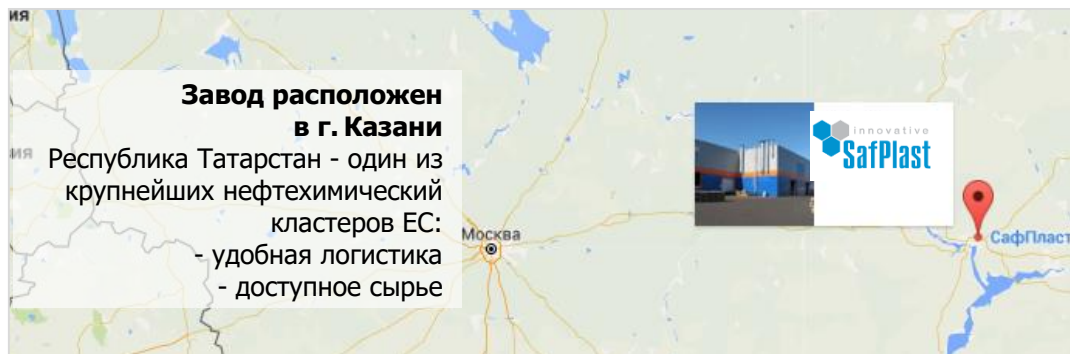 ия
Завод расположен
в г. Казани
Республика Татарстан - один из
крупнейших нефтехимический
кластеров ЕС:
- удобная логистика
- доступное сырье
ия
Москва
innovative
SafPlast
СафПласт